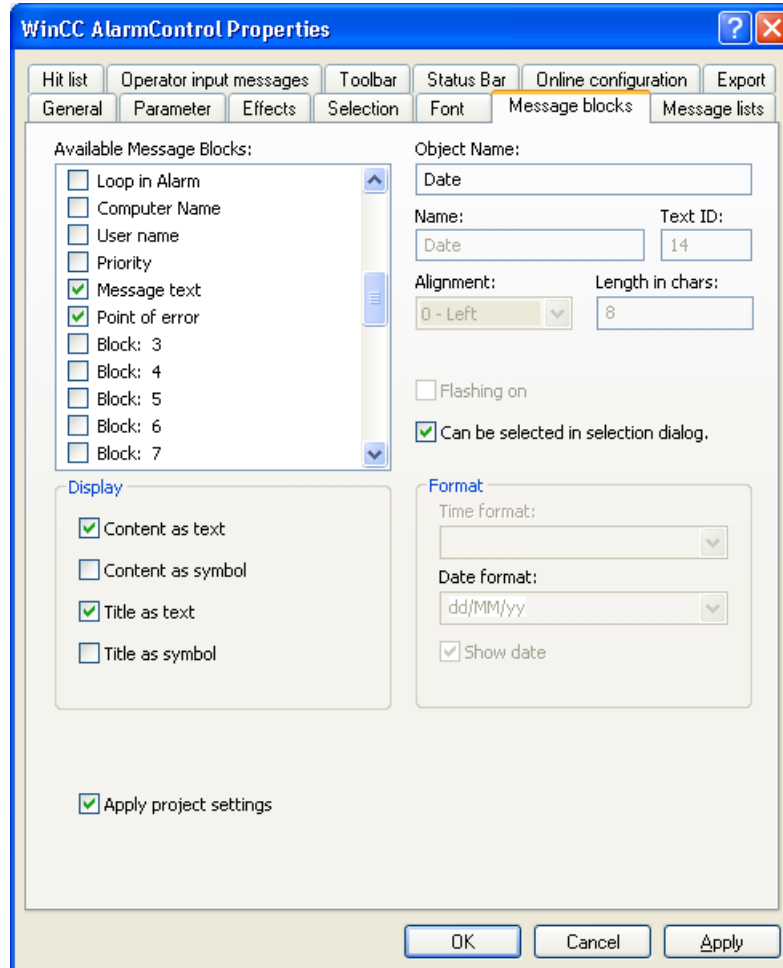 WinCC AlarmControl Properties
Hit list Operator input messages Toolbar Status Bar Online configuration Export
General Parameter Effects Selection Font Message blocks Message lists
Available Message Blocks:
Loop in Alarm
Computer Name
User name
Priority
Message text
Point of error
Block: 3
Block: 4
Block: 5
Block: 6
Block: 7
Object Name:
Date
Name: Text ID:
Date 14
Alignment: Length in chars:
0 - Left 8
Flashing on
Can be selected in selection dialog.
Display
Content as text
Content as symbol
Title as text
Title as symbol
Format
Time format:
Date format:
dd/MM/yy
Show date
Apply project settings
OK Cancel Apply